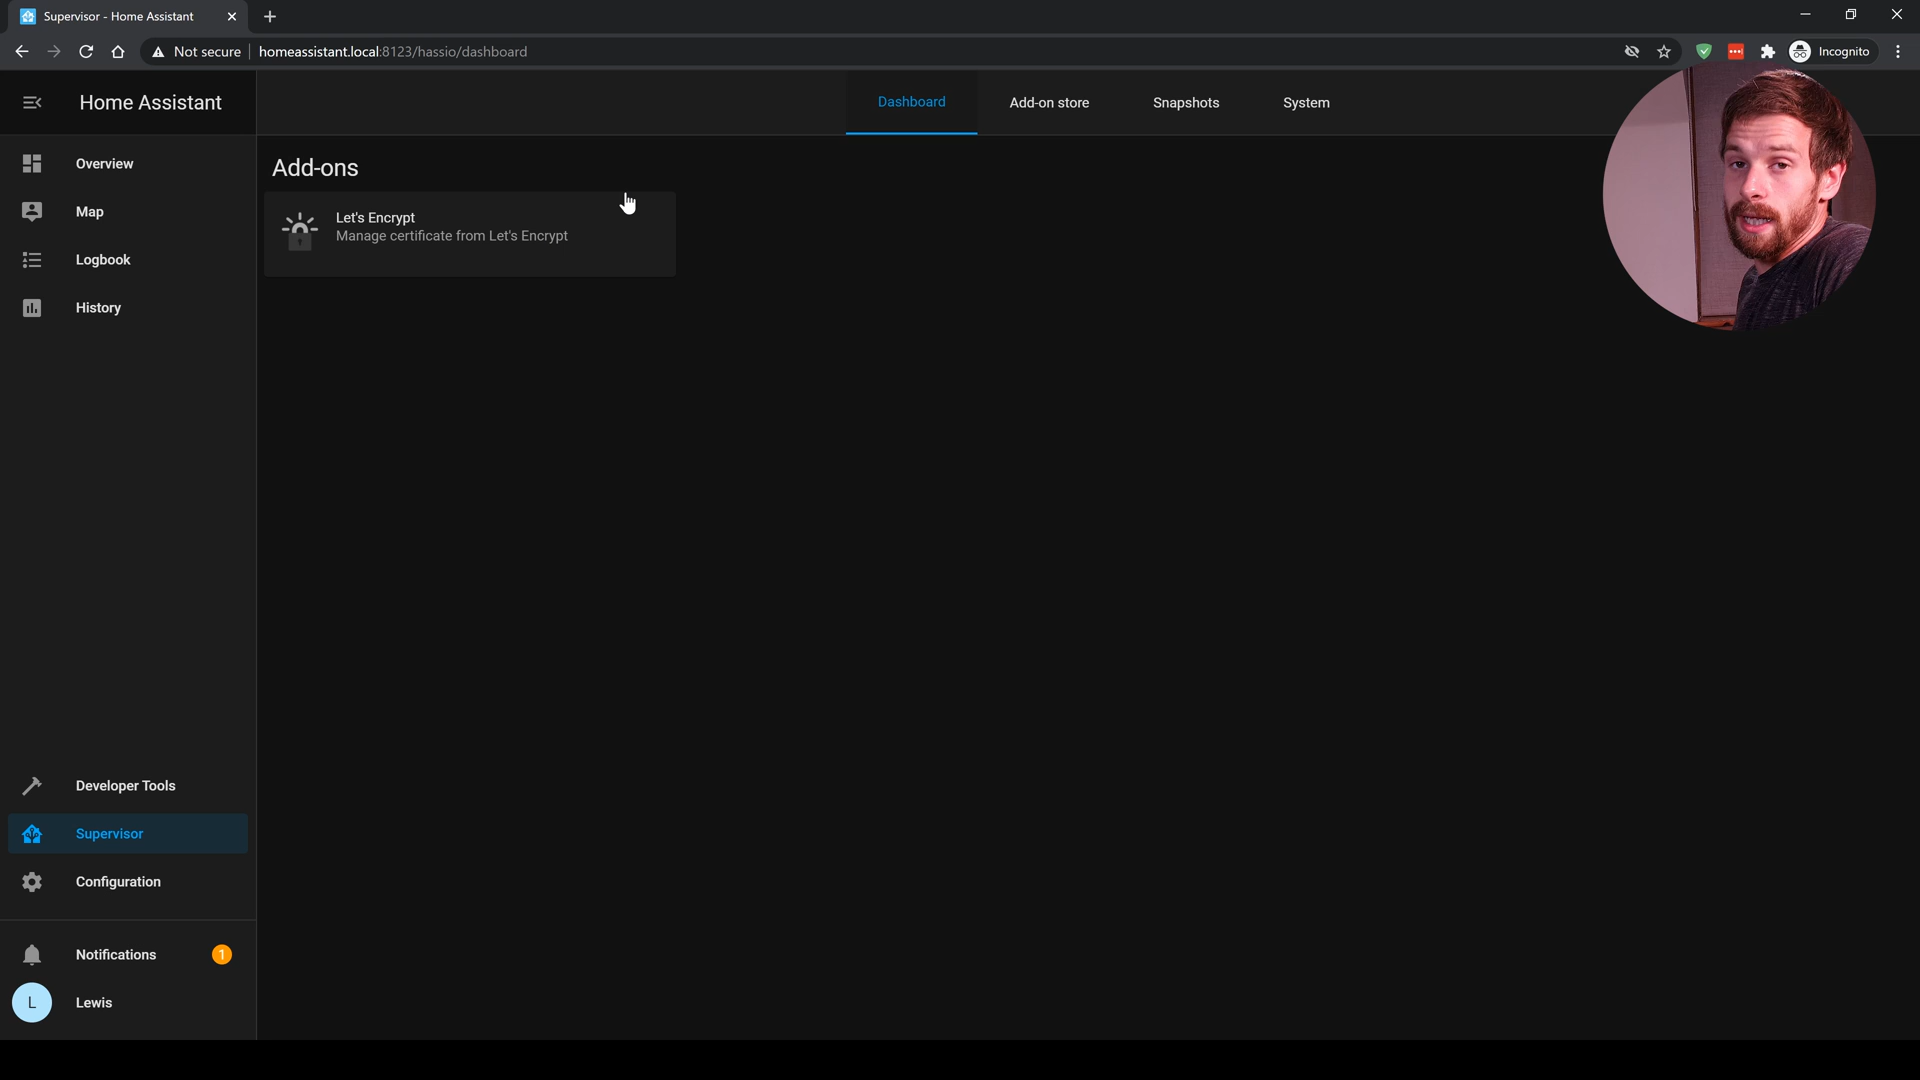 Supervisor - Home Assistant
Not secure
homeassistant.local:8123/hassio/dashboard
Incognito
Home Assistant
Dashboard
Add-on store
Snapshots
System
Overview
Map
Logbook
History
Add-ons
Let's Encrypt
Manage certificate from Let's Encrypt
Developer Tools
Supervisor
Configuration
Notifications
1
L
Lewis